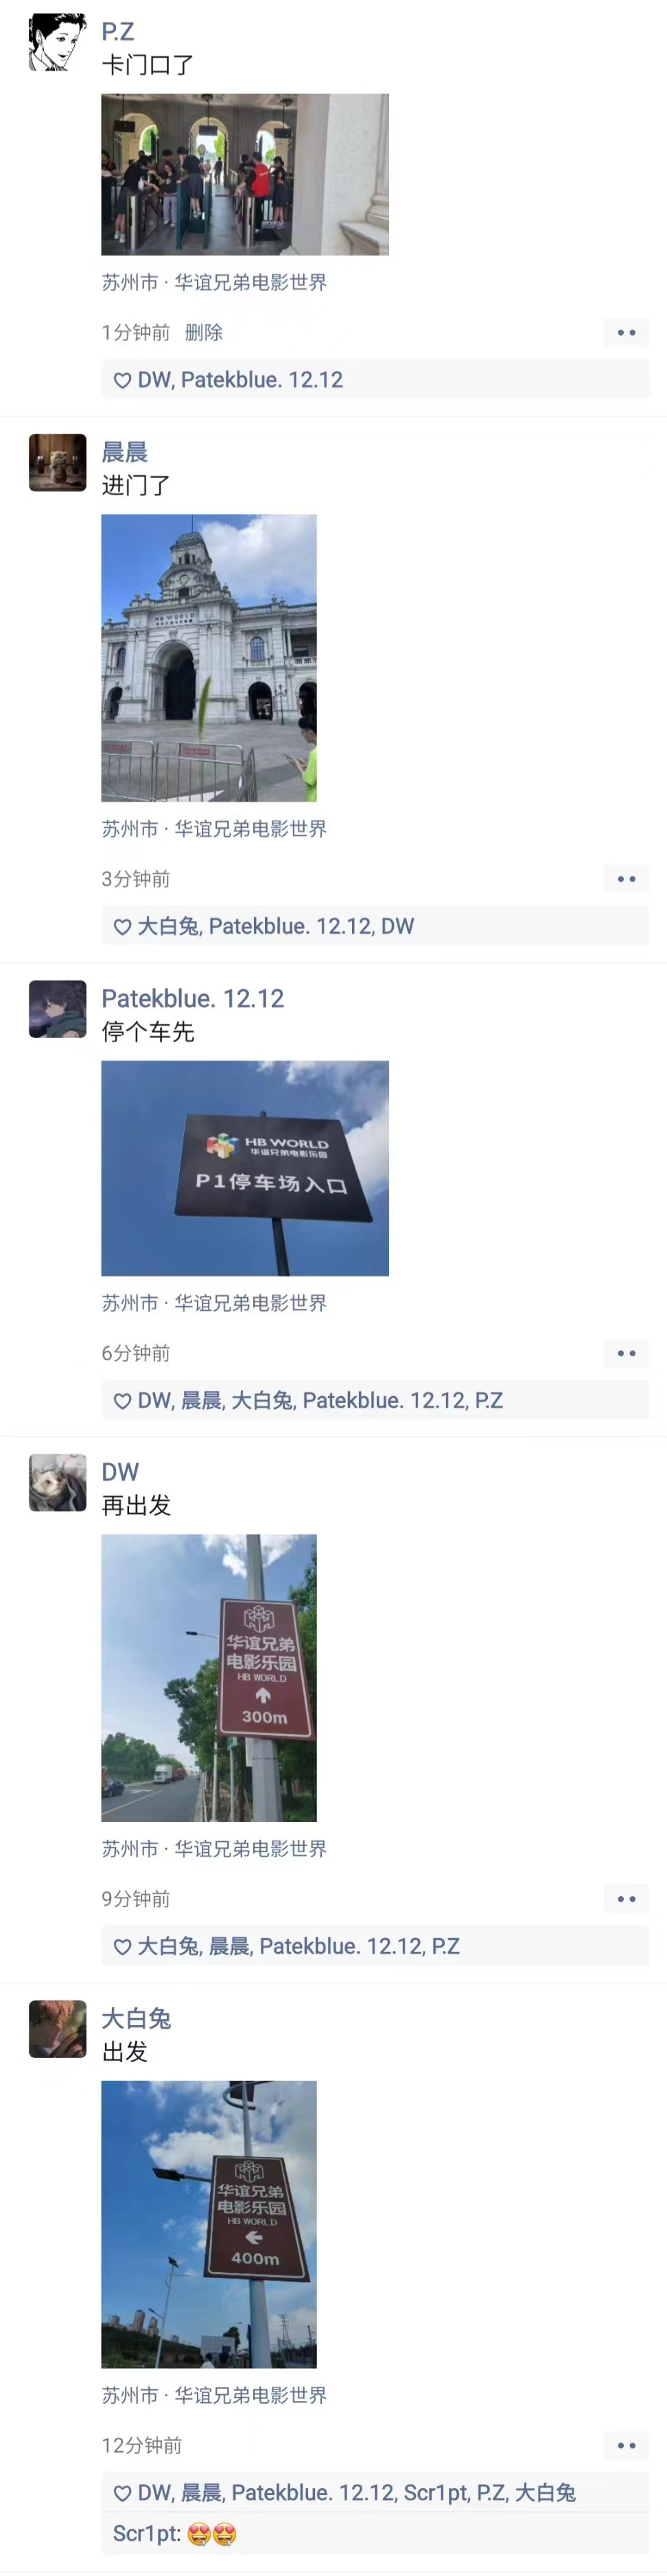 P.Z
卡门口了
苏州市 · 华谊兄弟电影世界
1分钟前 删除
DW, Patekblue. 12.12
晨晨
进门了
HB WORLD
苏州市 · 华谊兄弟电影世界
3分钟前
大白兔, Patekblue. 12.12, DW
Patekblue. 12.12
停个车先
HB WORLD
华谊兄弟电影乐园
P1停车场入口
苏州市 · 华谊兄弟电影世界
6分钟前
DW, 晨晨, 大白兔, Patekblue. 12.12, P.Z
DW
再出发
华谊兄弟
电影乐园
HB WORLD
300m
苏州市 · 华谊兄弟电影世界
9分钟前
大白兔, 晨晨, Patekblue. 12.12, P.Z
大白兔
出发
华谊兄弟
电影乐园
HB WORLD
400m
苏州市 · 华谊兄弟电影世界
12分钟前
DW, 晨晨, Patekblue. 12.12, Scr1pt, P.Z, 大白兔
Scr1pt: 😍😍